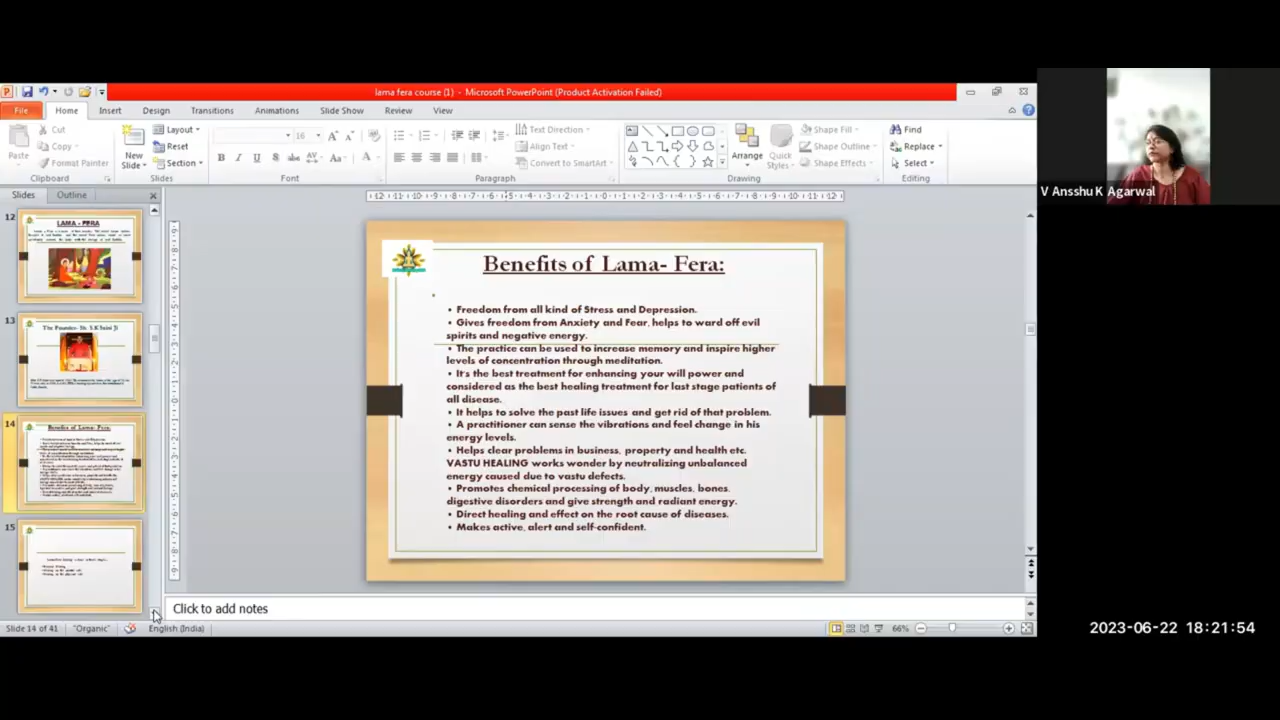 lama fera course (1) - Microsoft PowerPoint (Product Activation Failed)
File Home Insert Design Transitions Animations Slide Show Review View
Paste
Cut
Copy
Format Painter
Clipboard
New Slide
Layout
Reset
Section
Slides
16
Font
Text Direction
Align Text
Convert to SmartArt
Paragraph
Arrange
Quick Styles
Shape Fill
Shape Outline
Shape Effects
Drawing
Find
Replace
Select
Editing
Slides Outline
12
LAMA - FERA
13
The Founder- Sh. S.K Saini Ji
14
Benefits of Lama- Fera:
15
Benefits of Lama- Fera:
• Freedom from all kind of Stress and Depression.
• Gives freedom from Anxiety and Fear, helps to ward off evil
spirits and negative energy.
• The practice can be used to increase memory and inspire higher
levels of concentration through meditation.
• It's the best treatment for enhancing your will power and
considered as the best healing treatment for last stage patients of
all disease.
• It helps to solve the past life issues and get rid of that problem.
• A practitioner can sense the vibrations and feel change in his
energy levels.
• Helps clear problems in business, property and health etc.
VASTU HEALING works wonder by neutralizing unbalanced
energy caused due to vastu defects.
• Promotes chemical processing of body, muscles, bones,
digestive disorders and give strength and radiant energy.
• Direct healing and effect on the root cause of diseases.
• Makes active, alert and self-confident.
Click to add notes
Slide 14 of 41 "Organic" English (India) 66%
V Ansshu K Agarwal
2023-06-22 18:21:54